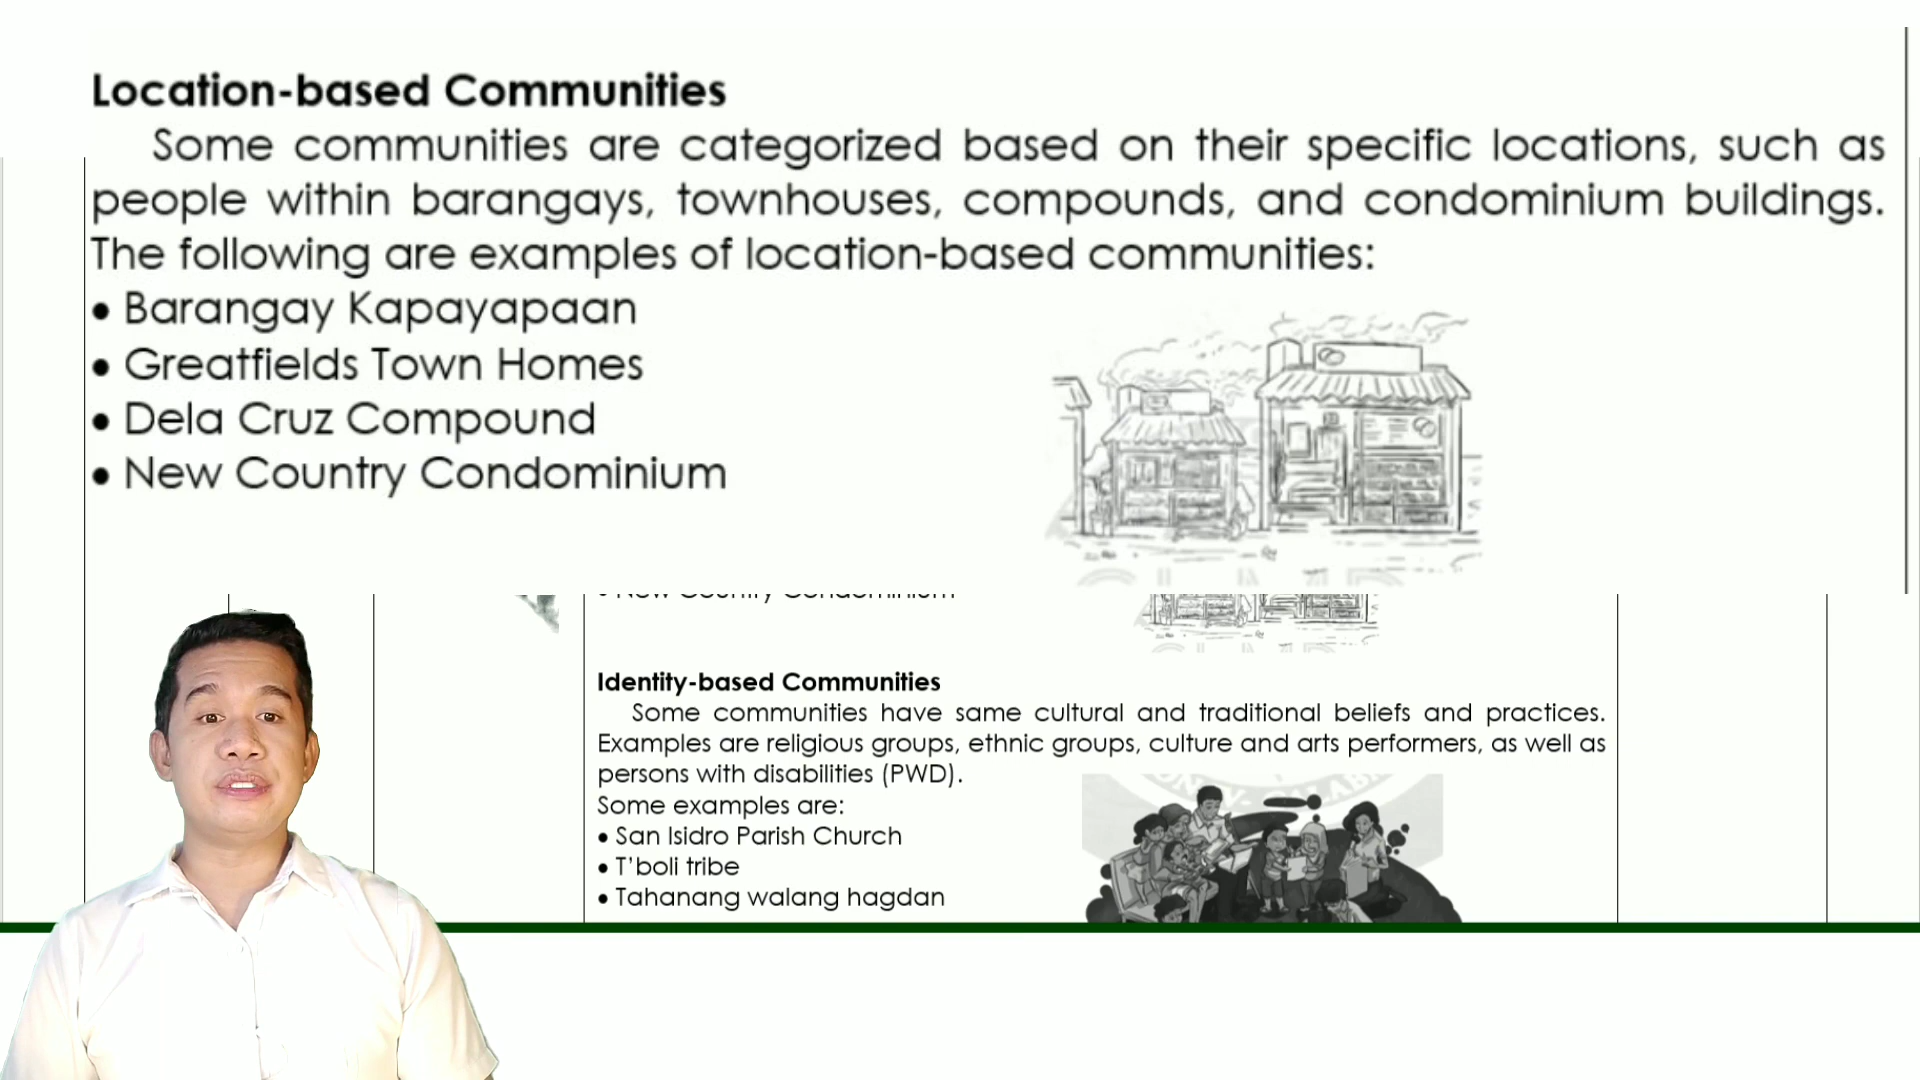 Location-based Communities
Some communities are categorized based on their specific locations, such as
people within barangays, townhouses, compounds, and condominium buildings.
The following are examples of location-based communities:
• Barangay Kapayapaan
• Greatfields Town Homes
• Dela Cruz Compound
• New Country Condominium
• New Country Condominium
Identity-based Communities
Some communities have same cultural and traditional beliefs and practices.
Examples are religious groups, ethnic groups, culture and arts performers, as well as
persons with disabilities (PWD).
Some examples are:
• San Isidro Parish Church
• T'boli tribe
• Tahanang walang hagdan